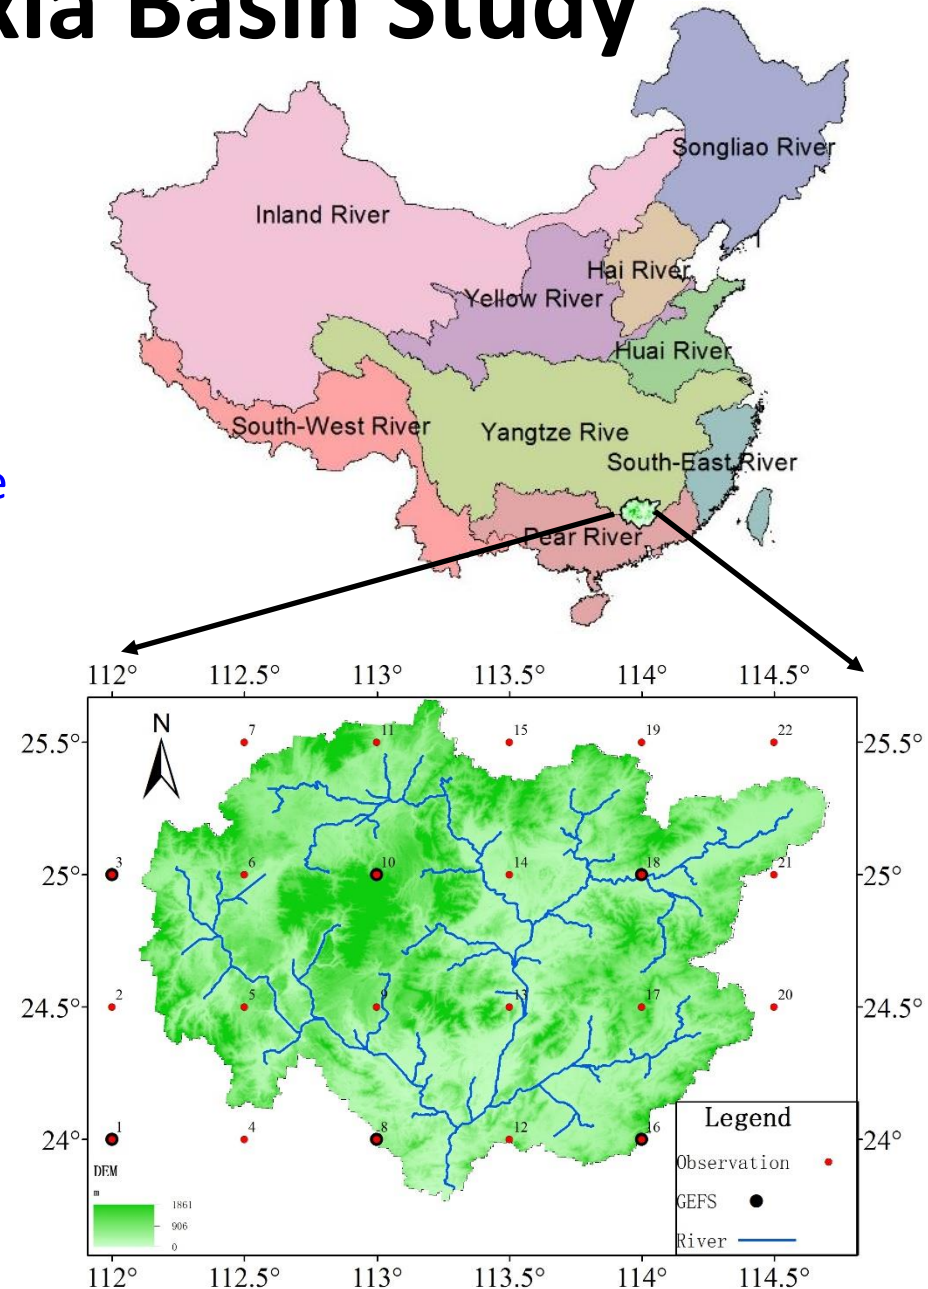 xia Basin Study
Songliao River
Inland River
Hai River
Yellow River
Huai River
South-West River
Yangtze Rive
South-East River
e
Pear River
112° 112.5° 113° 113.5° 114° 114.5°
N
7 11 15 19 22
25.5° 25.5°
3 6 10 14 18 21
25° 25°
2 5 9 13 17 20
24.5° 24.5°
1 4 8 12 16
24° 24°
Legend
Observation
GEFS
River
DEM
m
1861
906
0
112° 112.5° 113° 113.5° 114° 114.5°